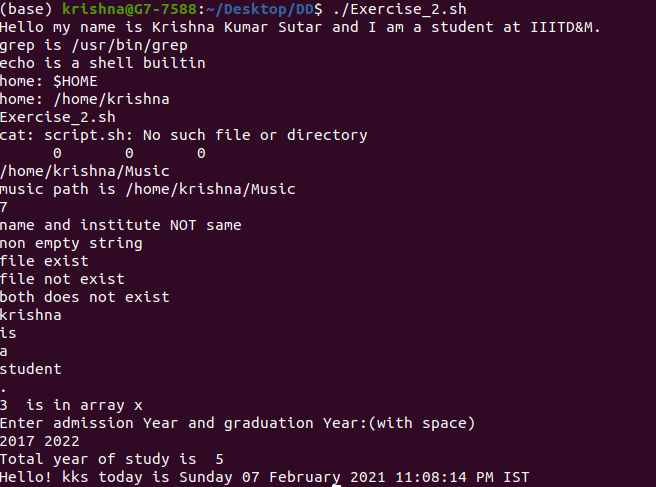 (base) krishna@G7-7588:~/Desktop/DD$ ./Exercise_2.sh
Hello my name is Krishna Kumar Sutar and I am a student at IIITD&M.
grep is /usr/bin/grep
echo is a shell builtin
home: $HOME
home: /home/krishna
Exercise_2.sh
cat: script.sh: No such file or directory
      0       0       0
/home/krishna/Music
music path is /home/krishna/Music
7
name and institute NOT same
non empty string
file exist
file not exist
both does not exist
krishna
is
a
student
.
3  is in array x
Enter admission Year and graduation Year:(with space)
2017 2022
Total year of study is  5
Hello! kks today is Sunday 07 February 2021 11:08:14 PM IST